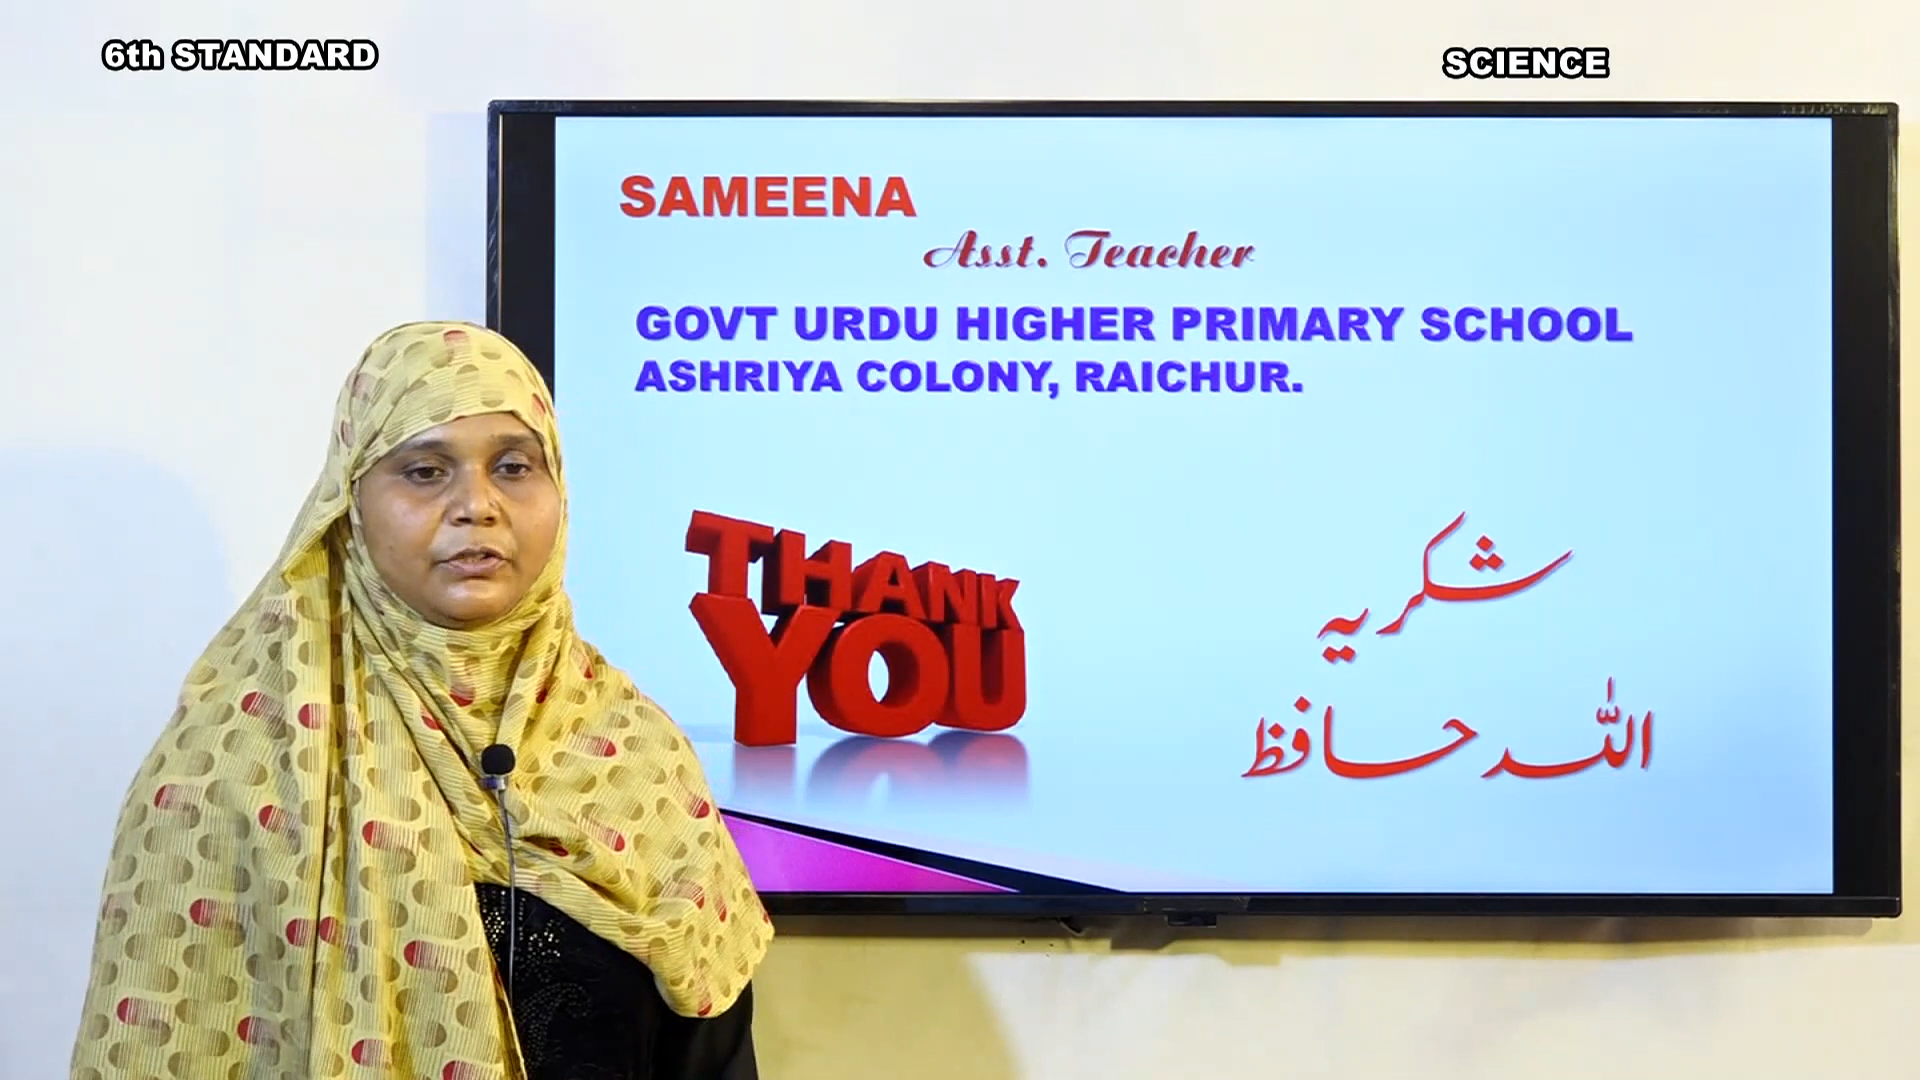 6th STANDARD
SCIENCE
SAMEENA
Asst. Teacher
GOVT URDU HIGHER PRIMARY SCHOOL
ASHRIYA COLONY, RAICHUR.
THANK
YOU
شکریہ
اللہ حافظ